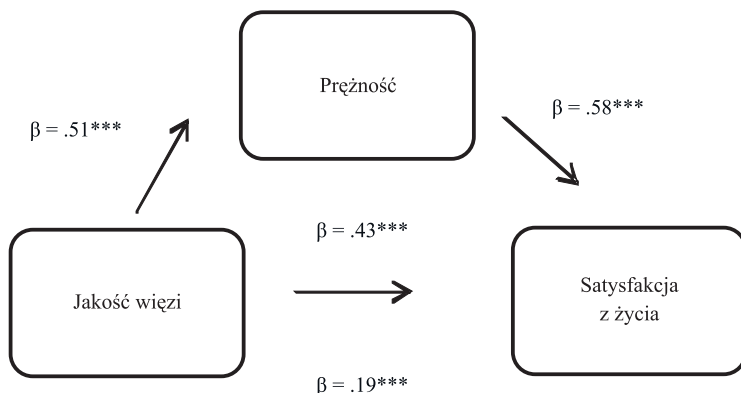 Prężność
β = .51***
β = .58***
β = .43***
Jakość więzi
Satysfakcja
z życia
β = .19***